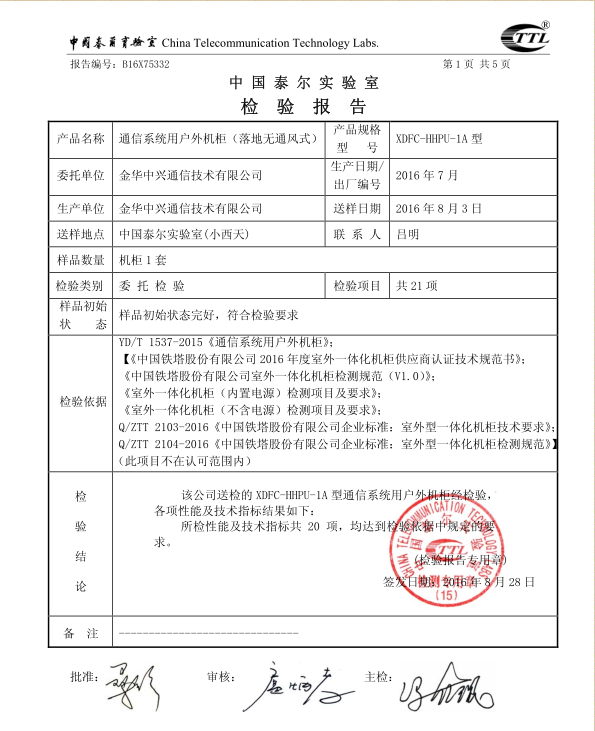 中国泰尔实验室 China Telecommunication Technology Labs.
TTL®
报告编号: B16X75332 第 1 页 共 5 页
中国泰尔实验室
检验报告
产品名称 通信系统用户外机柜（落地无通风式） 产品规格型号 XDFC-HHPU-1A 型
委托单位 金华中兴通信技术有限公司 生产日期/出厂编号 2016 年 7 月
生产单位 金华中兴通信技术有限公司 送样日期 2016 年 8 月 3 日
送样地点 中国泰尔实验室(小西天) 联系人 吕明
样品数量 机柜 1 套
检验类别 委托检验 检验项目 共 21 项
样品初始状态 样品初始状态完好，符合检验要求
检验依据
YD/T 1537-2015《通信系统用户外机柜》;
【《中国铁塔股份有限公司 2016 年度室外一体化机柜供应商认证技术规范书》;
《中国铁塔股份有限公司室外一体化机柜检测规范（V1.0）》;
《室外一体化机柜（内置电源）检测项目及要求》;
《室外一体化机柜（不含电源）检测项目及要求》;
Q/ZTT 2103-2016《中国铁塔股份有限公司企业标准: 室外型一体化机柜技术要求》;
Q/ZTT 2104-2016《中国铁塔股份有限公司企业标准: 室外型一体化机柜检测规范》】
（此项目不在认可范围内）
检验结论
该公司送检的 XDFC-HHPU-1A 型通信系统用户外机柜经检验，
各项性能及技术指标结果如下:
所检性能及技术指标共 20 项，均达到检验依据中规定的要
求。
(检验报告专用章)
签发日期: 2016 年 8 月 28 日
CHINA TELECOMMUNICATION TECHNOLOGY LABS
中国泰尔实验室
TTL
检测专用章
(15)
备 注 ------------------------------
批准: 审核: 主检: